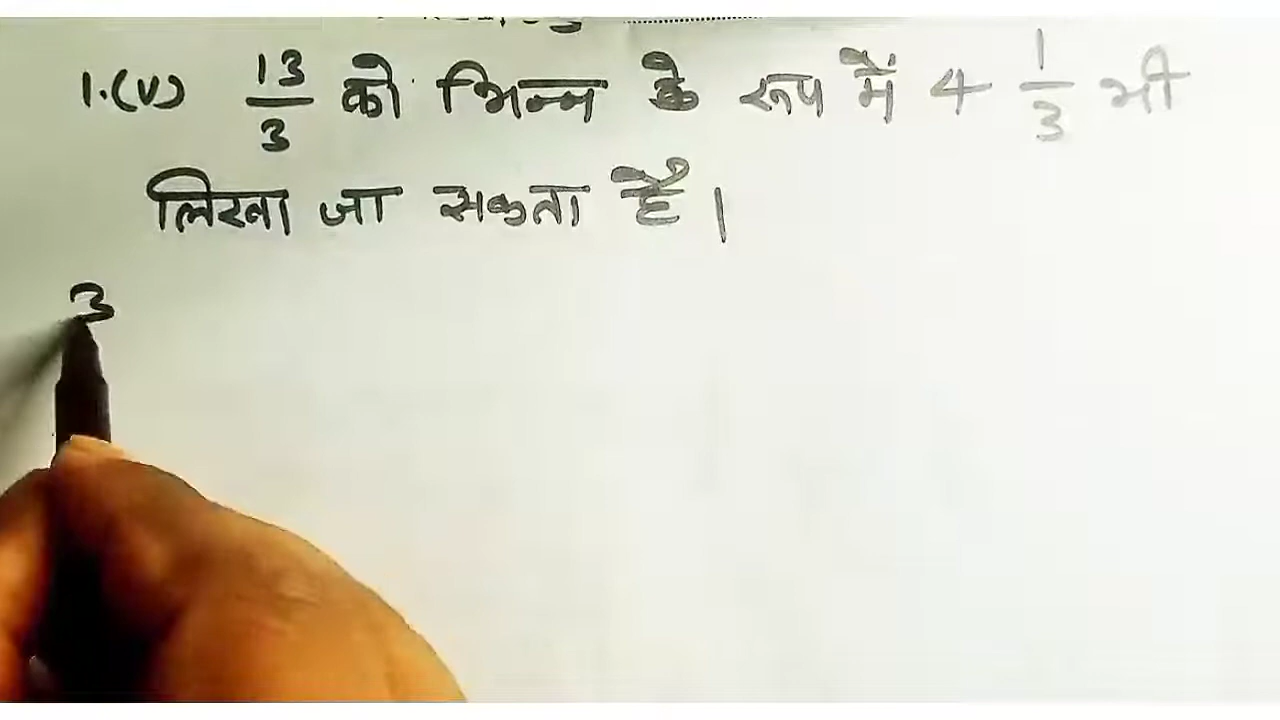 1.(v) 13/3 को भिन्न के रूप में 4 1/3 भी
लिखा जा सकता है।
3